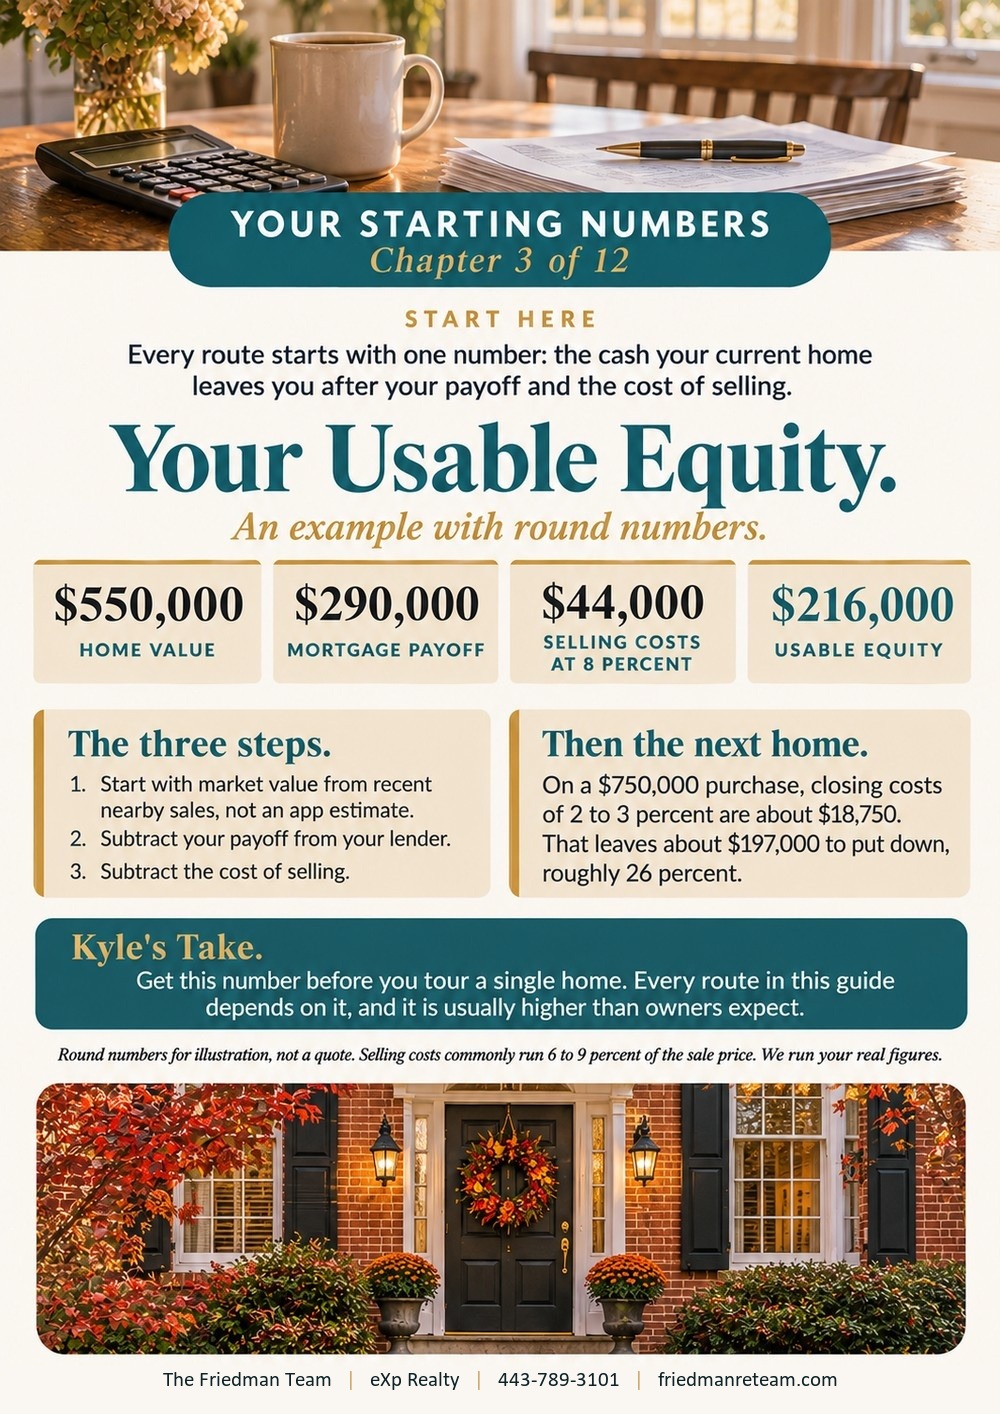 YOUR STARTING NUMBERS
Chapter 3 of 12
START HERE
Every route starts with one number: the cash your current home
leaves you after your payoff and the cost of selling.
Your Usable Equity.
An example with round numbers.
$550,000
HOME VALUE
$290,000
MORTGAGE PAYOFF
$44,000
SELLING COSTS
AT 8 PERCENT
$216,000
USABLE EQUITY
The three steps.
1. Start with market value from recent
nearby sales, not an app estimate.
2. Subtract your payoff from your lender.
3. Subtract the cost of selling.
Then the next home.
On a $750,000 purchase, closing costs
of 2 to 3 percent are about $18,750.
That leaves about $197,000 to put down,
roughly 26 percent.
Kyle's Take.
Get this number before you tour a single home. Every route in this guide
depends on it, and it is usually higher than owners expect.
Round numbers for illustration, not a quote. Selling costs commonly run 6 to 9 percent of the sale price. We run your real figures.
The Friedman Team | eXp Realty | 443-789-3101 | friedmanreteam.com